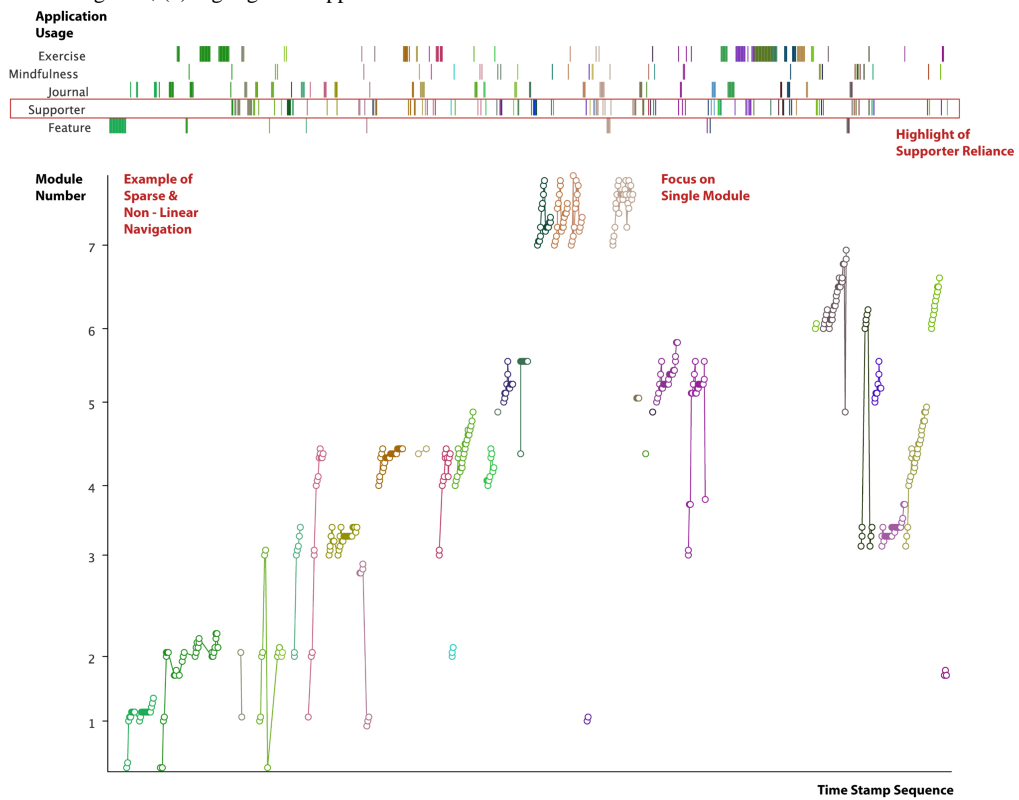 Application
Usage
Exercise
Mindfulness
Journal
Supporter
Feature
Highlight of
Supporter Reliance
Module
Number
Example of
Sparse &
Non - Linear
Navigation
Focus on
Single Module
7
6
5
4
3
2
1
Time Stamp Sequence